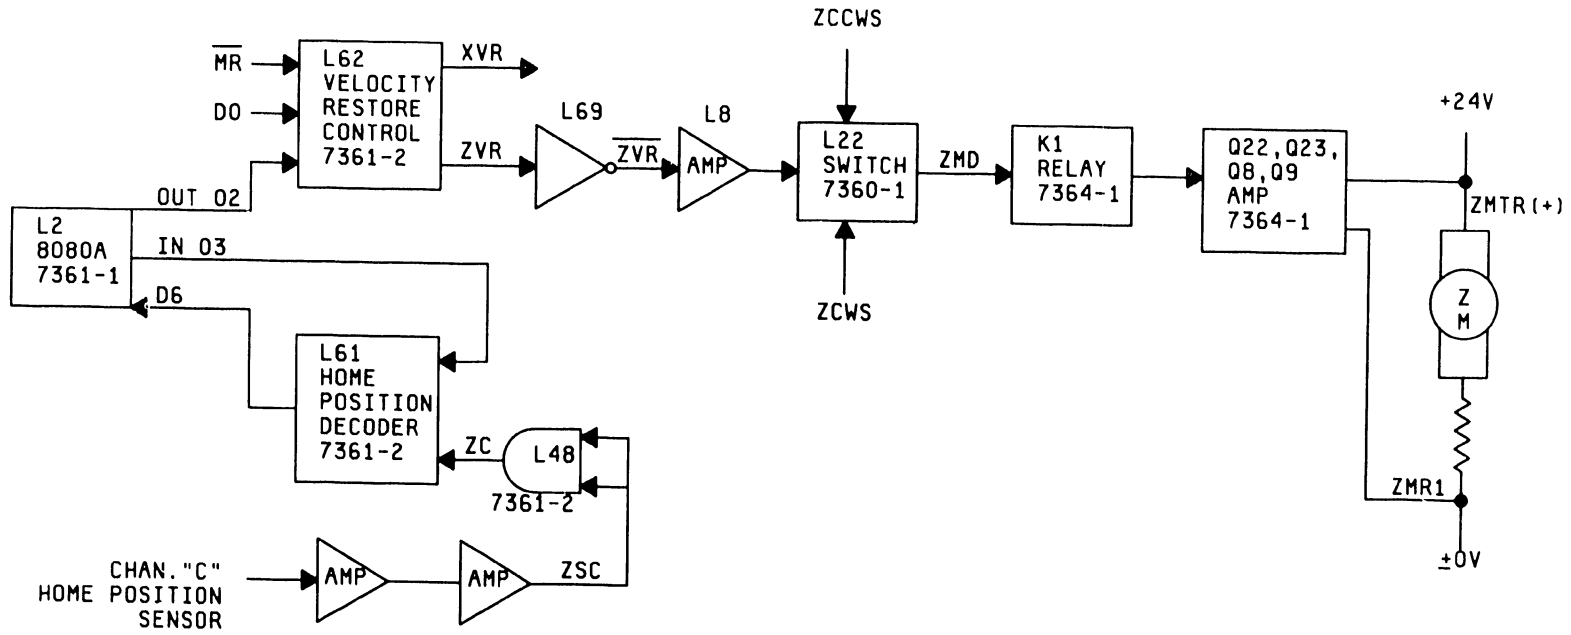 ZCCWS
MR
DO
L62
VELOCITY
RESTORE
CONTROL
7361-2
XVR
ZVR
L69
ZVR
L8
AMP
L22
SWITCH
7360-1
ZCWS
ZMD
K1
RELAY
7364-1
Q22,Q23,
Q8,Q9
AMP
7364-1
+24V
ZMTR(+)
Z
M
ZMR1
±0V
OUT 02
L2
8080A
7361-1
IN 03
D6
L61
HOME
POSITION
DECODER
7361-2
ZC
L48
7361-2
CHAN."C"
HOME POSITION
SENSOR
AMP
AMP
ZSC